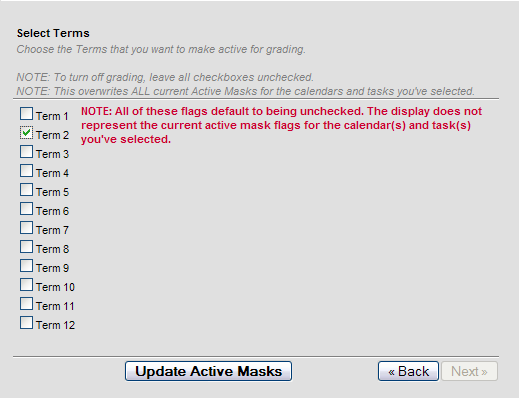 Select Terms
Choose the Terms that you want to make active for grading.
NOTE: To turn off grading, leave all checkboxes unchecked.
NOTE: This overwrites ALL current Active Masks for the calendars and tasks you've selected.
Term 1
NOTE: All of these flags default to being unchecked. The display does not
represent the current active mask flags for the calendar(s) and task(s)
you've selected.
Term 2
Term 3
Term 4
Term 5
Term 6
Term 7
Term 8
Term 9
Term 10
Term 11
Term 12
Update Active Masks
« Back
Next »